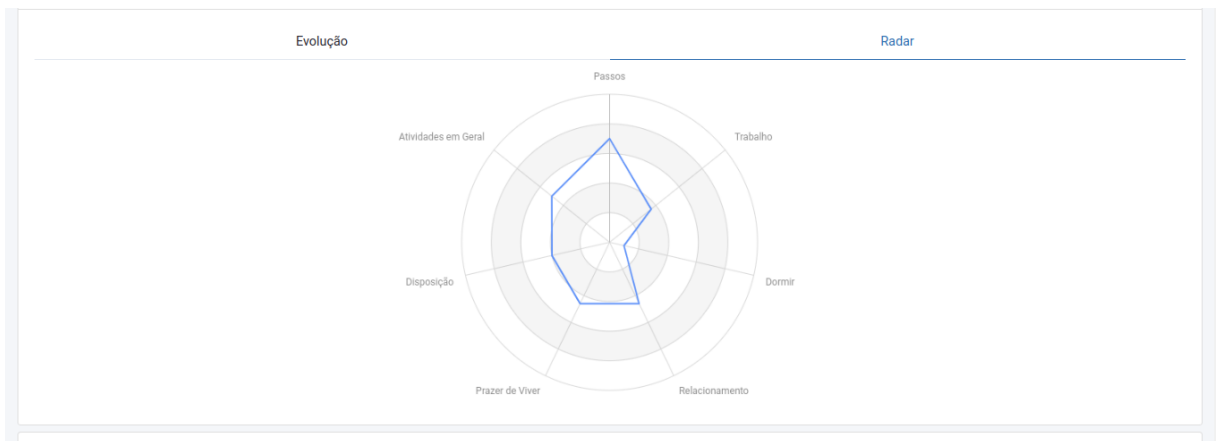 Evolução
Radar
Passos
Atividades em Geral
Trabalho
Disposição
Dormir
Prazer de Viver
Relacionamento